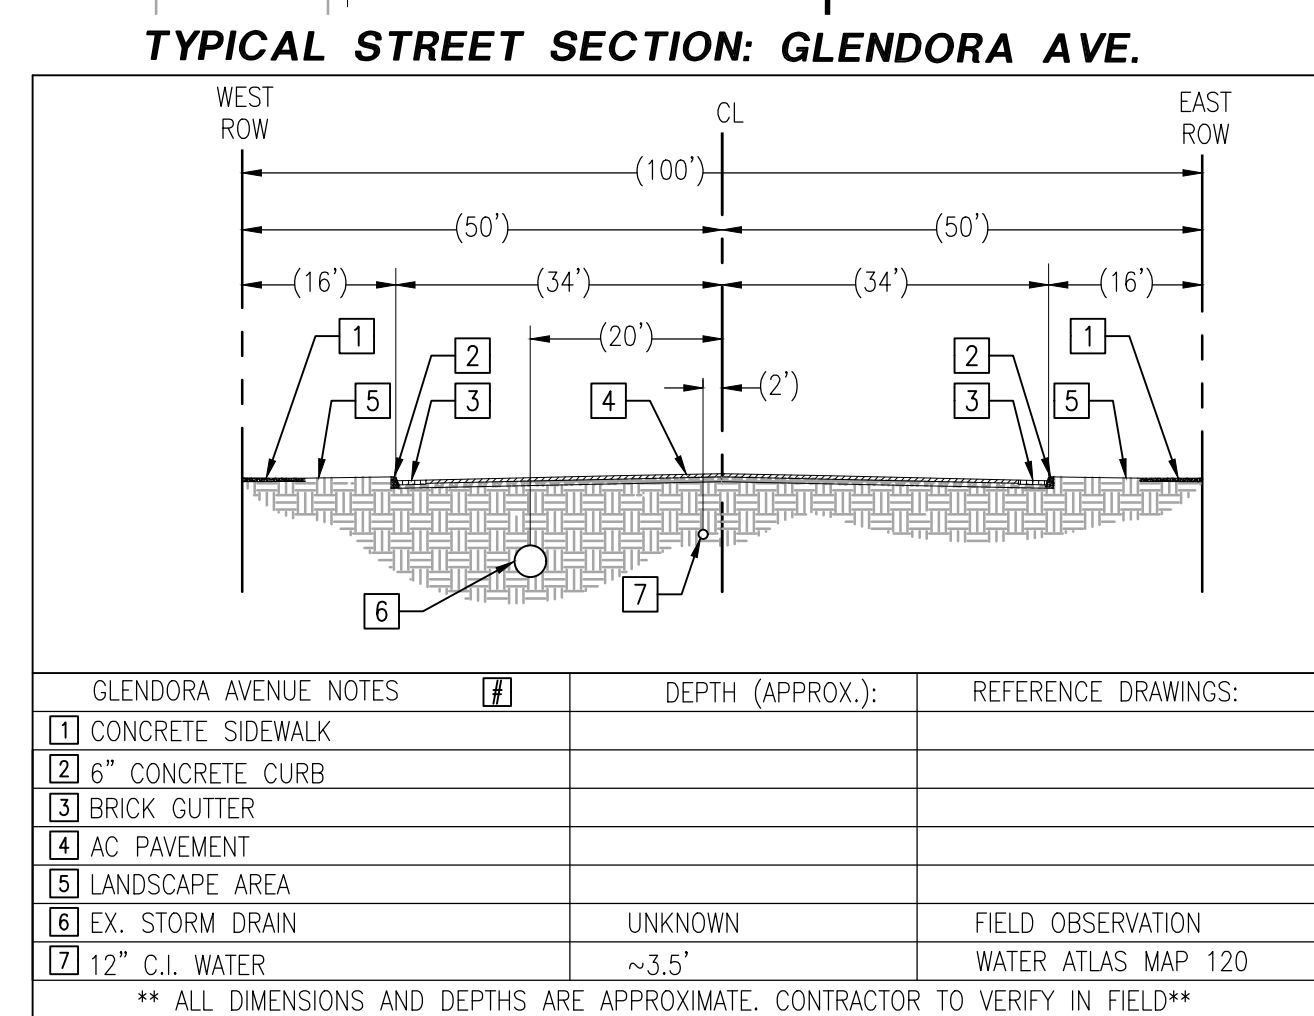 TYPICAL STREET SECTION: GLENDORA AVE.
WEST
ROW
CL
EAST
ROW
(100')
(50') (50')
(16') (34') (34') (16')
(20')
1 1
2 2
(2')
5 3 4 3 5
6 7
GLENDORA AVENUE NOTES # DEPTH (APPROX.): REFERENCE DRAWINGS:
1 CONCRETE SIDEWALK
2 6" CONCRETE CURB
3 BRICK GUTTER
4 AC PAVEMENT
5 LANDSCAPE AREA
6 EX. STORM DRAIN UNKNOWN FIELD OBSERVATION
7 12" C.I. WATER ~3.5' WATER ATLAS MAP 120
** ALL DIMENSIONS AND DEPTHS ARE APPROXIMATE. CONTRACTOR TO VERIFY IN FIELD**